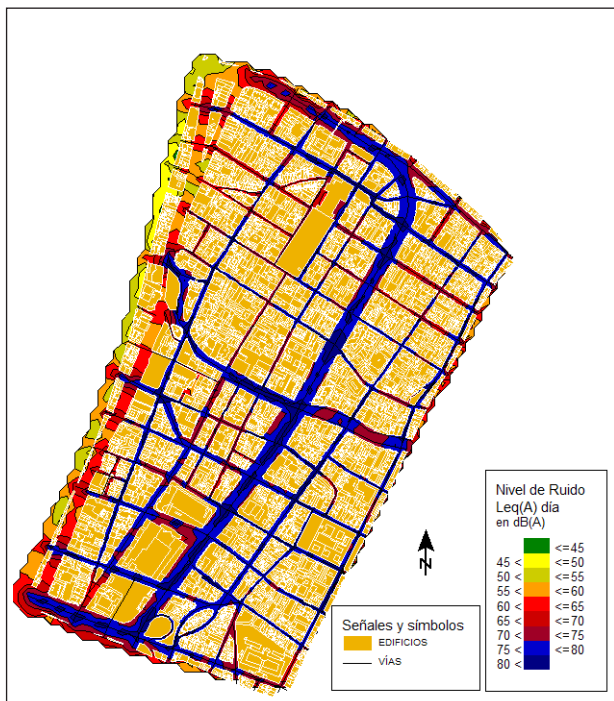 Nivel de Ruido
Leq(A) día
en dB(A)
<=45
45 < <=50
50 < <=55
55 < <=60
60 < <=65
65 < <=70
70 < <=75
75 < <=80
80 <
N
Señales y símbolos
EDIFICIOS
VÍAS